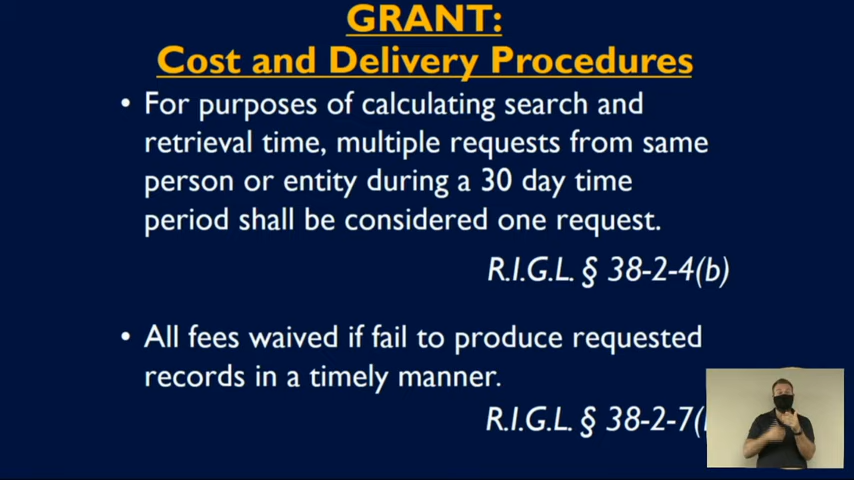 GRANT:
Cost and Delivery Procedures
• For purposes of calculating search and
retrieval time, multiple requests from same
person or entity during a 30 day time
period shall be considered one request.
R.I.G.L. § 38-2-4(b)
• All fees waived if fail to produce requested
records in a timely manner.
R.I.G.L. § 38-2-7(